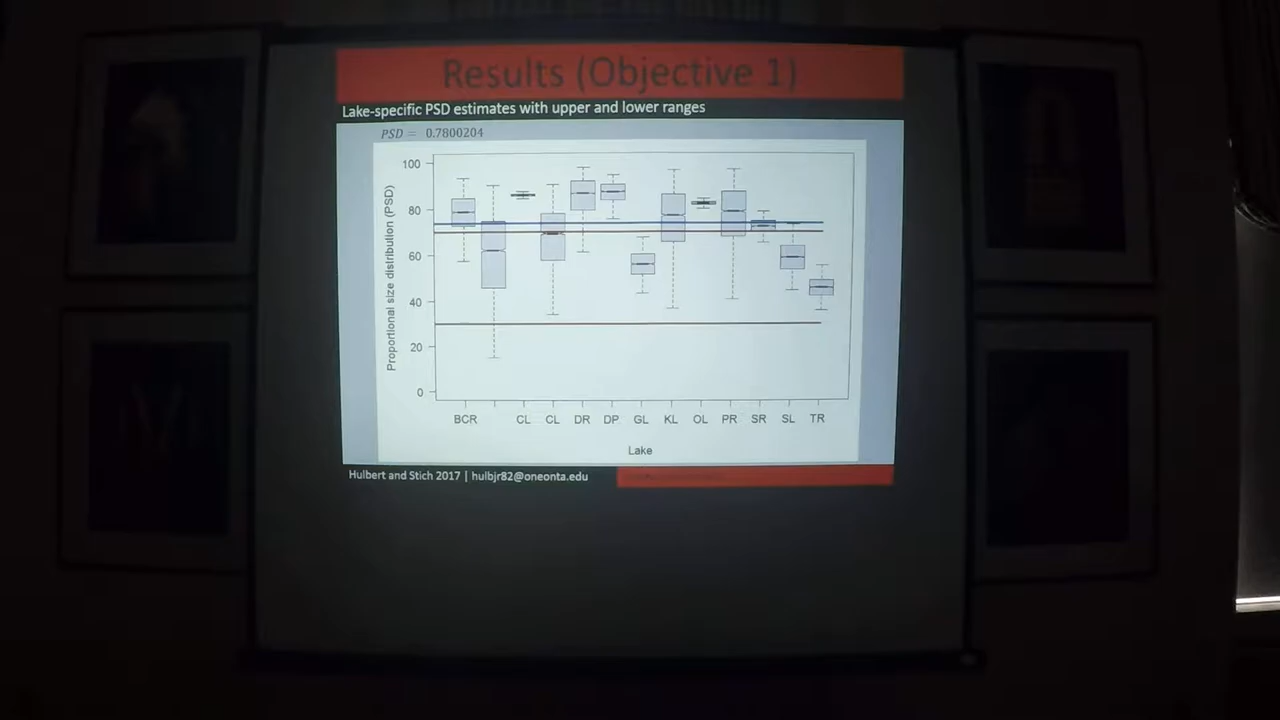 Results (Objective 1)
Lake-specific PSD estimates with upper and lower ranges
PSD = 0.7800204
Proportional size distribution (PSD)
100
80
60
40
20
0
BCR CL CL DR DP GL KL OL PR SR SL TR
Lake
Hulbert and Stich 2017 | hulbjr82@oneonta.edu